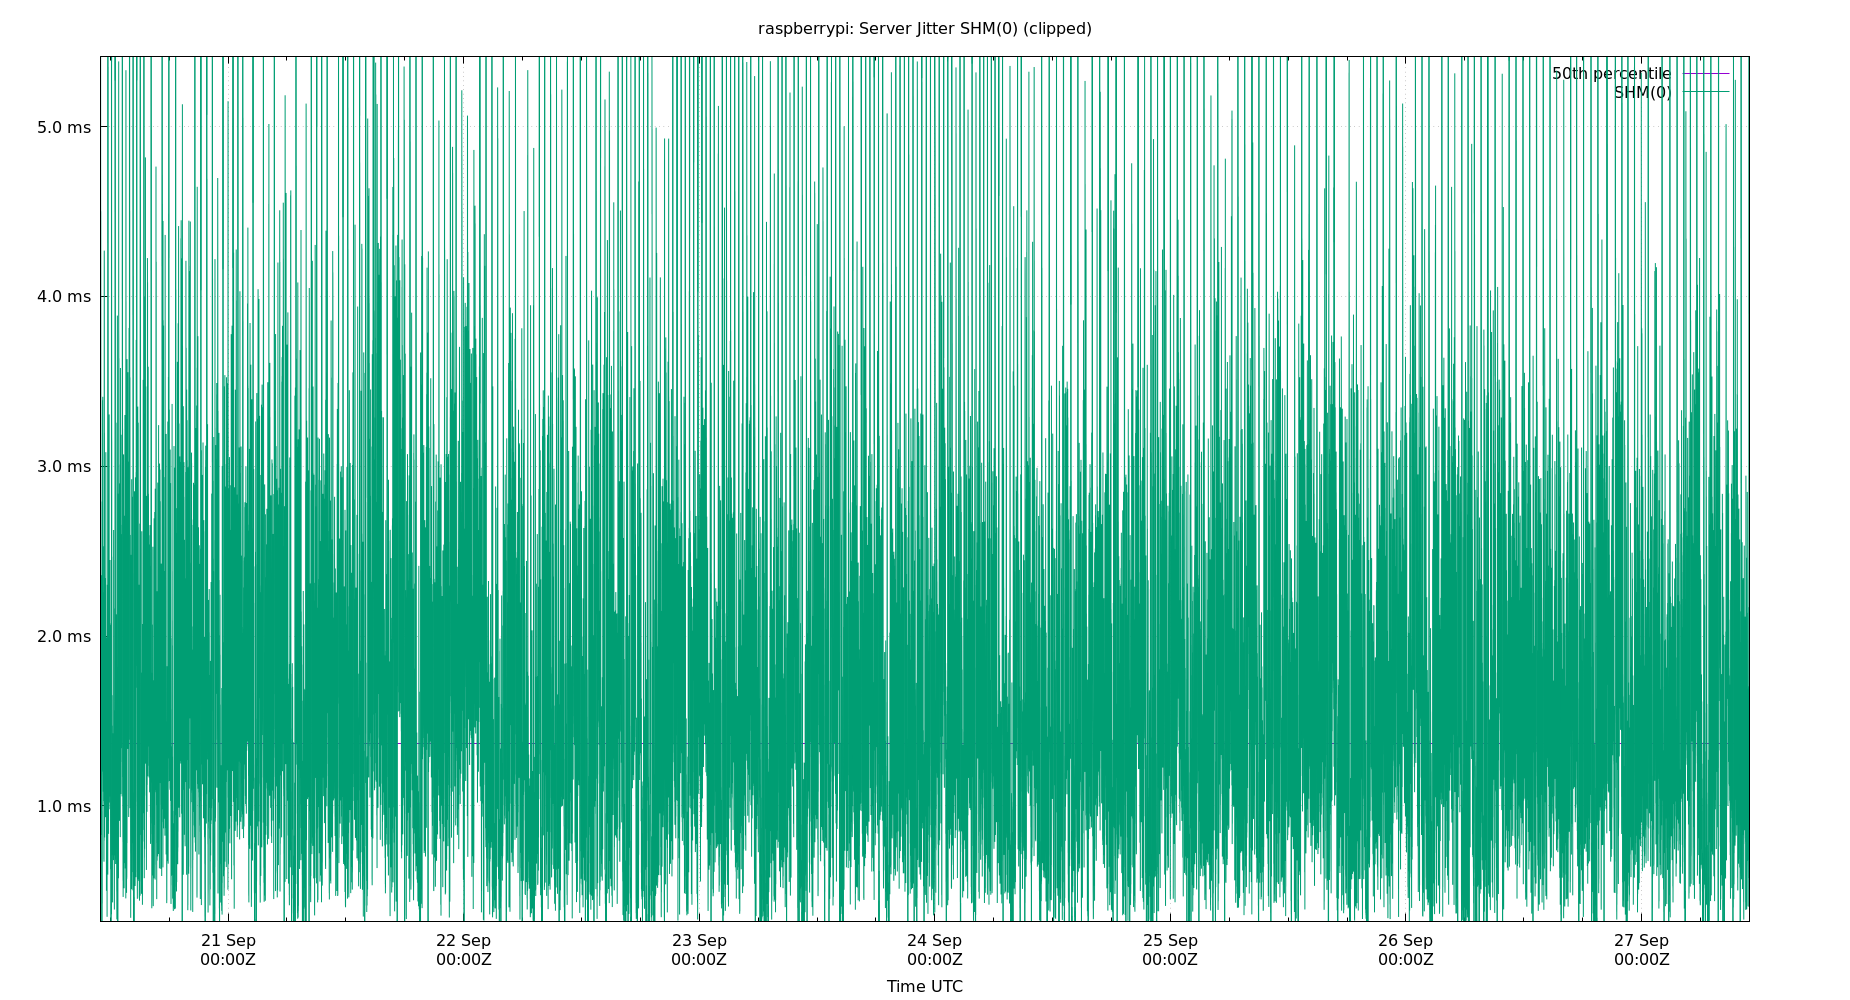 raspberrypi: Server Jitter SHM(0) (clipped)
50th percentile
SHM(0)
5.0 ms
4.0 ms
3.0 ms
2.0 ms
1.0 ms
21 Sep 22 Sep 23 Sep 24 Sep 25 Sep 26 Sep 27 Sep
00:00Z 00:00Z 00:00Z 00:00Z 00:00Z 00:00Z 00:00Z
Time UTC